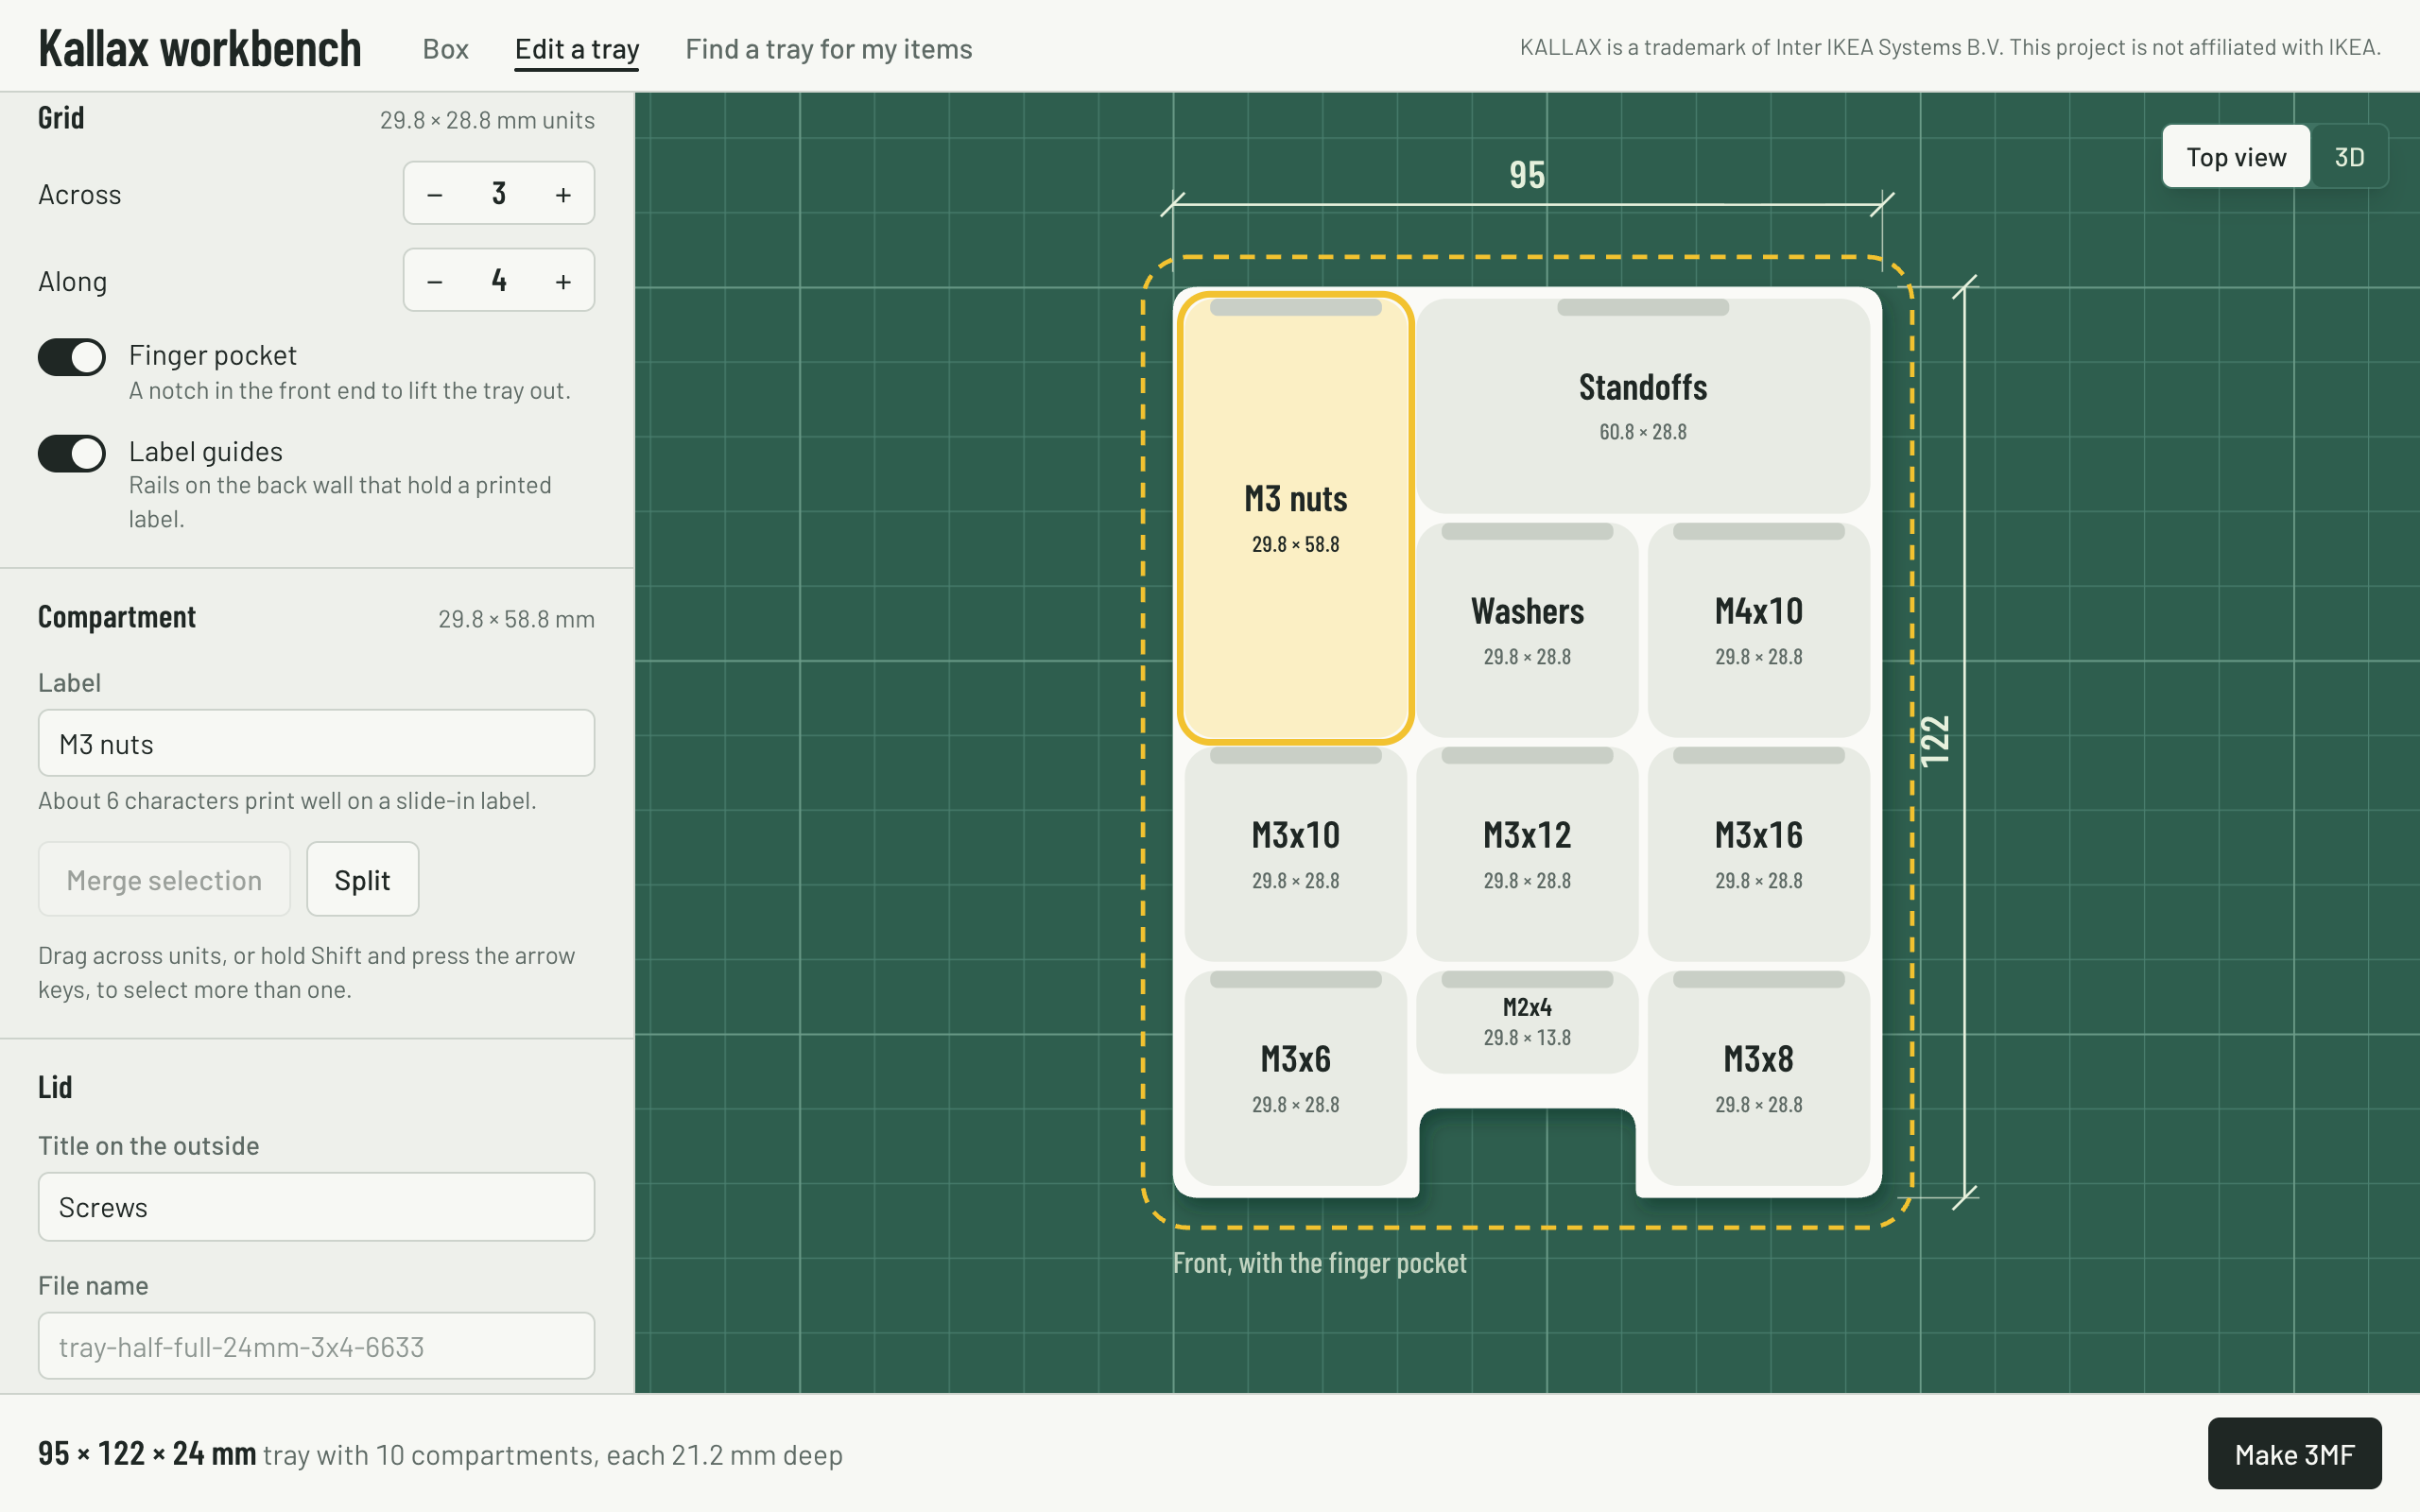 Kallax workbench
Box
Edit a tray
Find a tray for my items
KALLAX is a trademark of Inter IKEA Systems B.V. This project is not affiliated with IKEA.
Grid
29.8 × 28.8 mm units
Across
− 3 +
Along
− 4 +
Finger pocket
A notch in the front end to lift the tray out.
Label guides
Rails on the back wall that hold a printed
label.
Compartment
29.8 × 58.8 mm
Label
M3 nuts
About 6 characters print well on a slide-in label.
Merge selection
Split
Drag across units, or hold Shift and press the arrow
keys, to select more than one.
Lid
Title on the outside
Screws
File name
tray-half-full-24mm-3x4-6633
Top view
3D
95
122
M3 nuts
29.8 × 58.8
Standoffs
60.8 × 28.8
Washers
29.8 × 28.8
M4x10
29.8 × 28.8
M3x10
29.8 × 28.8
M3x12
29.8 × 28.8
M3x16
29.8 × 28.8
M3x6
29.8 × 28.8
M2x4
29.8 × 13.8
M3x8
29.8 × 28.8
Front, with the finger pocket
95 × 122 × 24 mm tray with 10 compartments, each 21.2 mm deep
Make 3MF